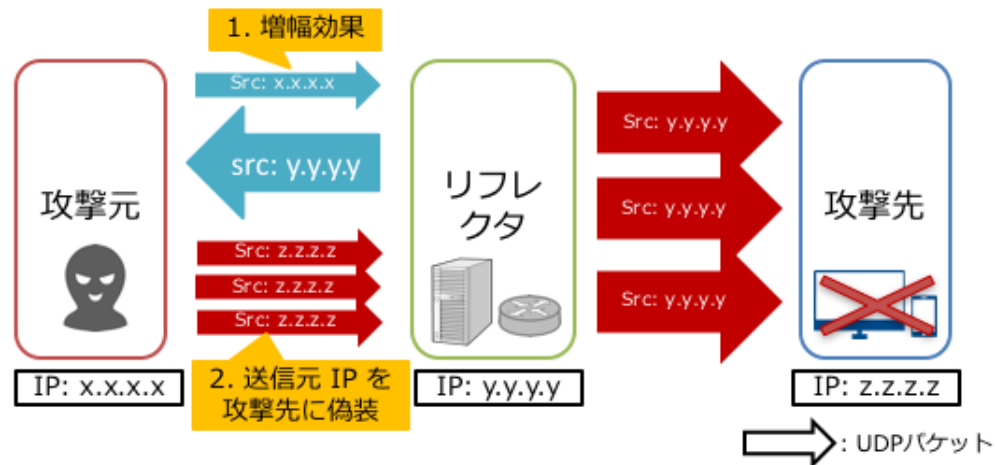 1. 増幅効果
Src: x.x.x.x
src: y.y.y.y
攻撃元
Src: z.z.z.z
Src: z.z.z.z
Src: z.z.z.z
2. 送信元 IP を
攻撃先に偽装
IP: x.x.x.x
リフレ
クタ
IP: y.y.y.y
Src: y.y.y.y
Src: y.y.y.y
Src: y.y.y.y
攻撃先
IP: z.z.z.z
: UDPパケット